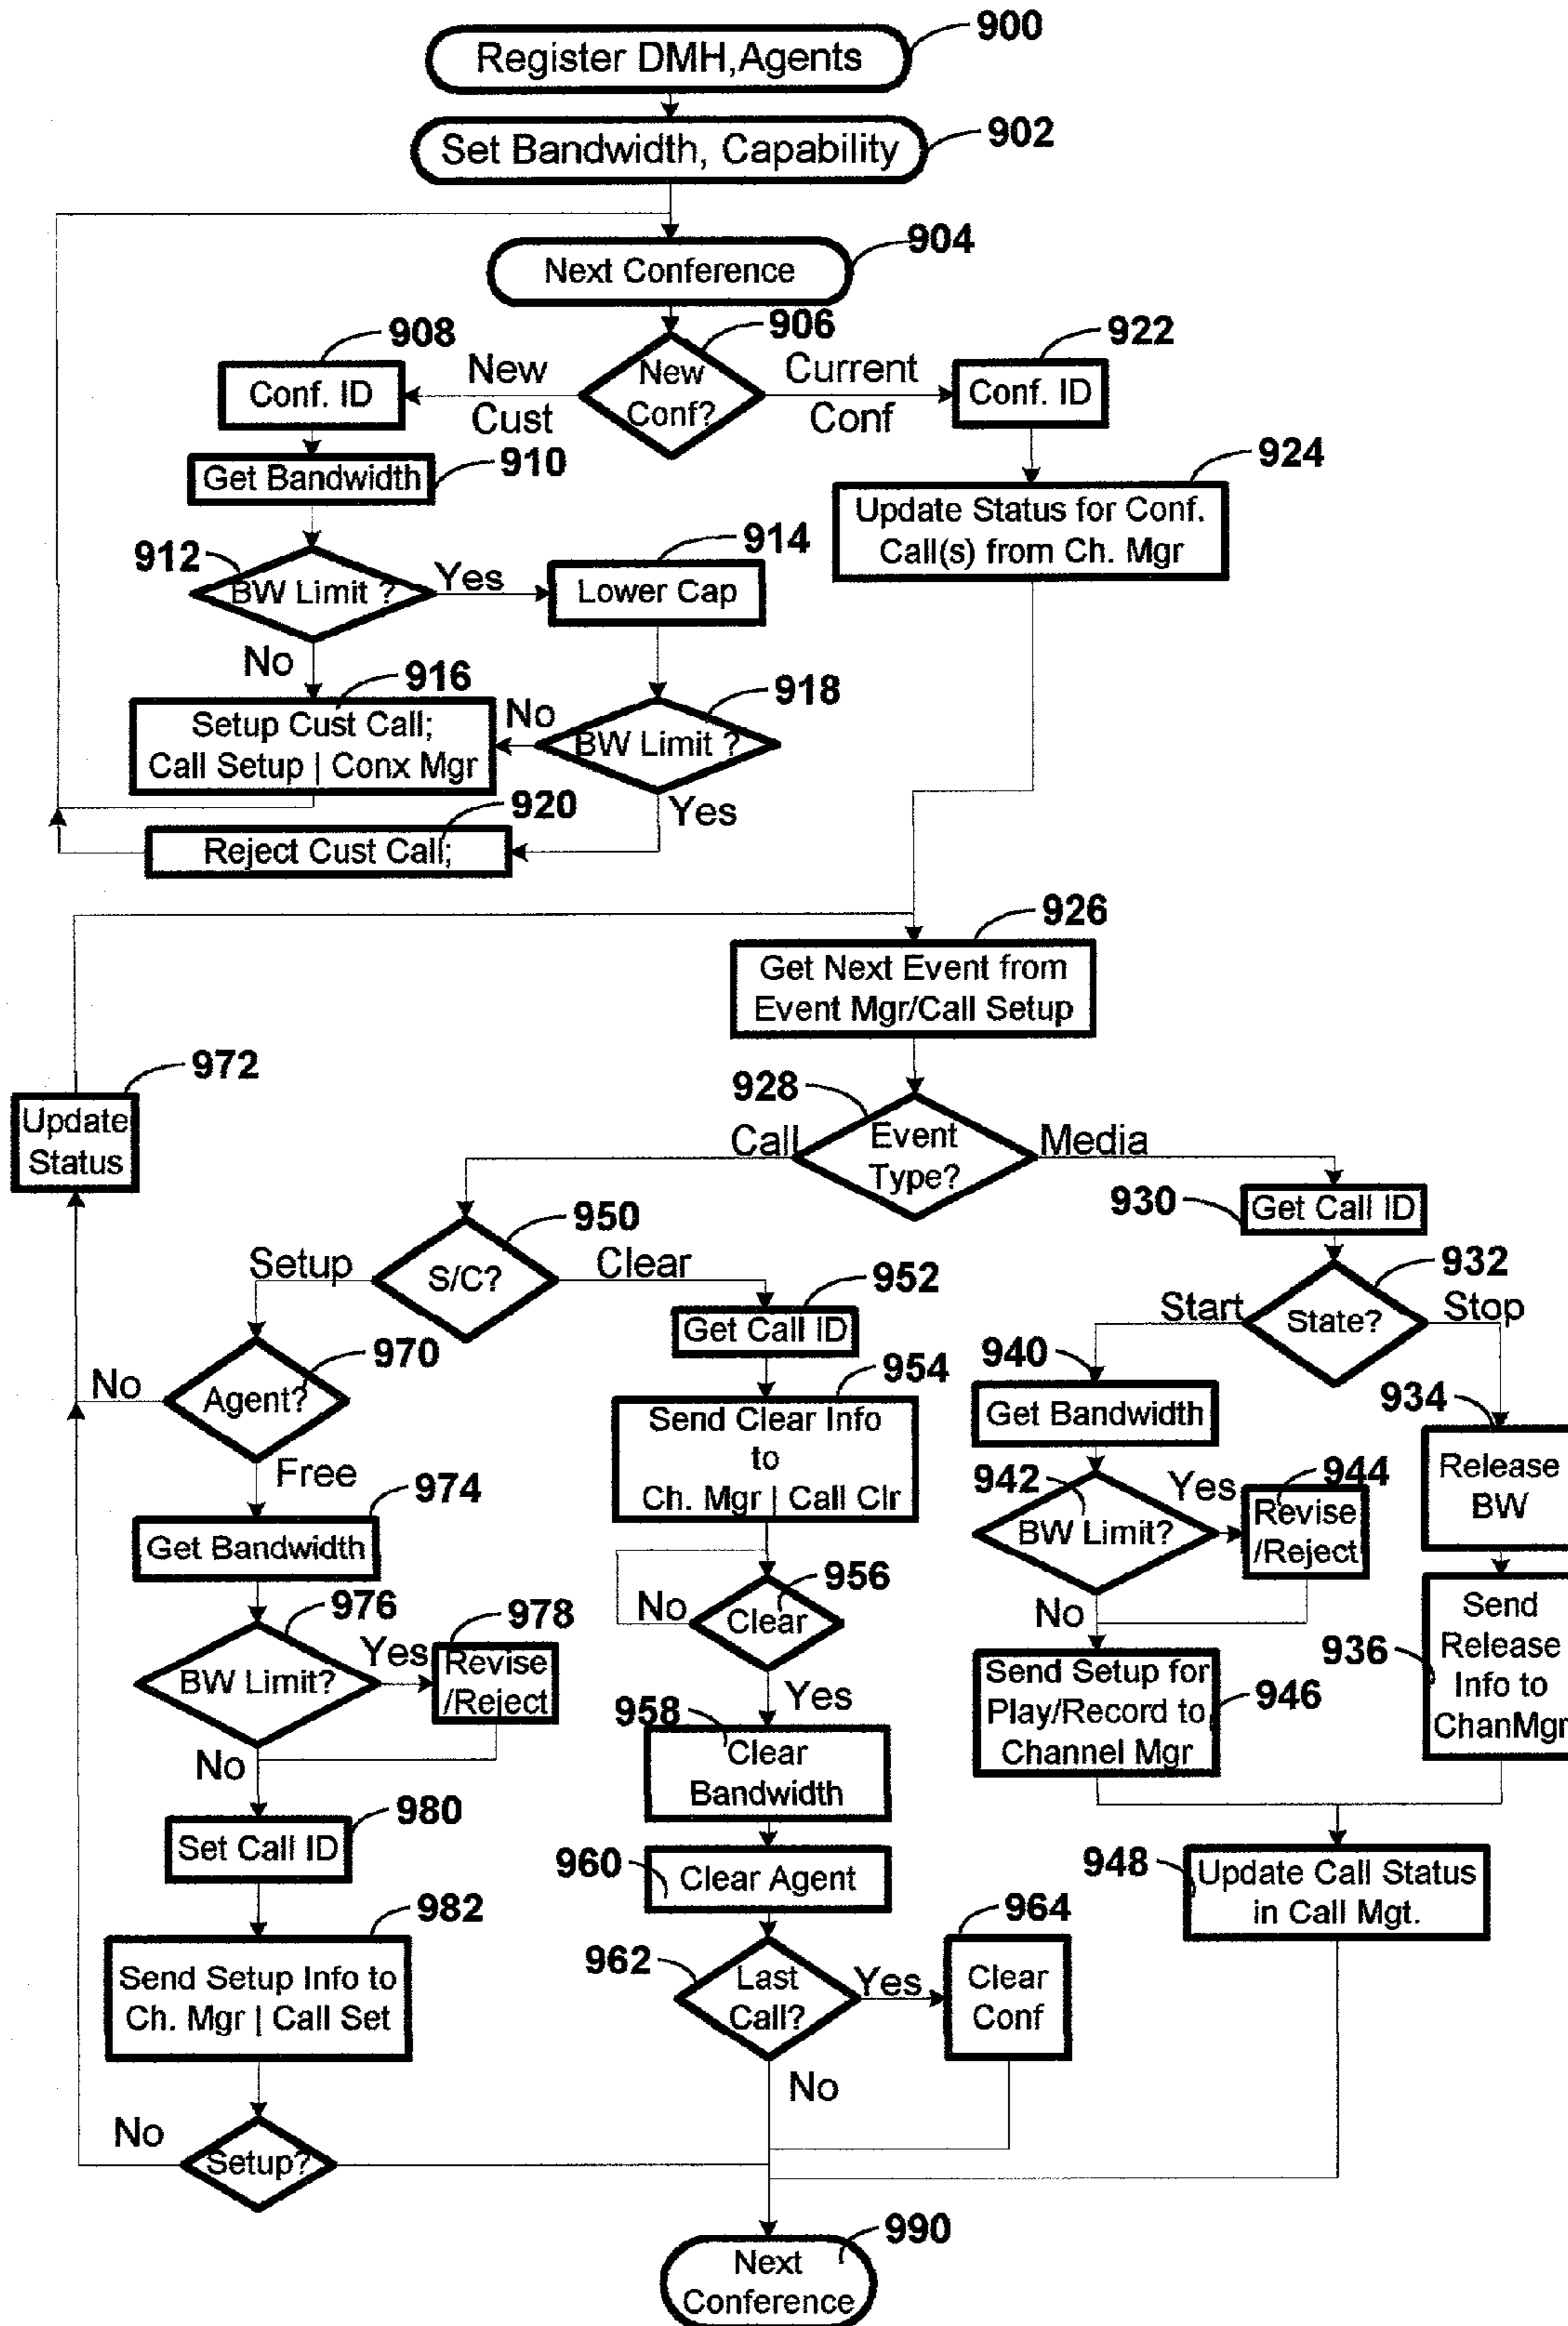 900
Register DMH,Agents
902
Set Bandwidth, Capability
904
Next Conference
906
New
Conf?
New
Cust
Current
Conf
908
Conf. ID
922
Conf. ID
910
Get Bandwidth
924
Update Status for Conf.
Call(s) from Ch. Mgr
912
BW Limit ?
Yes
914
Lower Cap
No
916
Setup Cust Call;
Call Setup | Conx Mgr
No
918
BW Limit ?
Yes
920
Reject Cust Call;
926
Get Next Event from
Event Mgr/Call Setup
972
Update
Status
928
Event
Type?
Call
Media
930
Get Call ID
950
S/C?
Setup
Clear
952
Get Call ID
932
State?
Start
Stop
970
Agent?
No
Free
954
Send Clear Info
to
Ch. Mgr | Call Clr
940
Get Bandwidth
934
Release
BW
974
Get Bandwidth
942
BW Limit?
Yes
944
Revise
/Reject
No
956
Clear
No
Yes
976
BW Limit?
Yes
978
Revise
/Reject
No
936
Send
Release
Info to
ChanMgr
946
Send Setup for
Play/Record to
Channel Mgr
958
Clear
Bandwidth
980
Set Call ID
960
Clear Agent
948
Update Call Status
in Call Mgt.
982
Send Setup Info to
Ch. Mgr | Call Set
962
Last
Call?
Yes
964
Clear
Conf
No
No
Setup?
990
Next
Conference